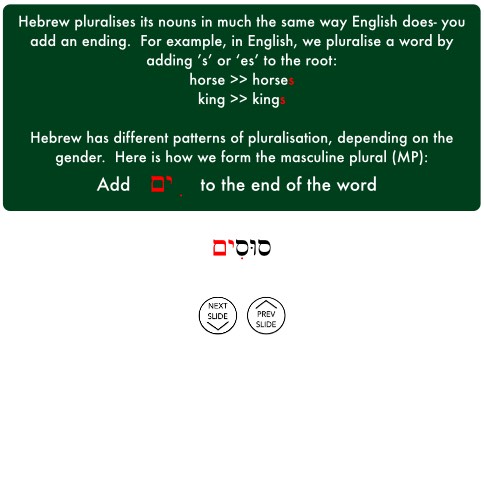 Hebrew pluralises its nouns in much the same way English does- you
add an ending. For example, in English, we pluralise a word by
adding ‘s’ or ‘es’ to the root:
horse >> horses
king >> kings
Hebrew has different patterns of pluralisation, depending on the
gender. Here is how we form the masculine plural (MP):
Add ִים to the end of the word
סוּסִים
NEXT
SLIDE
PREV
SLIDE